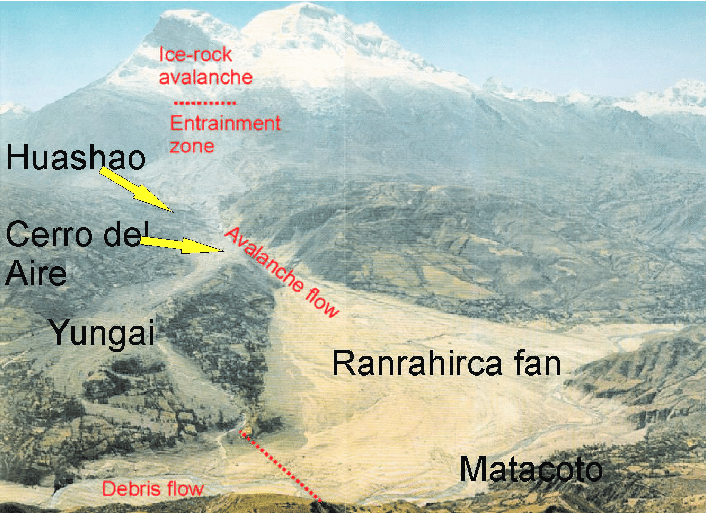 Ice-rock
avalanche
Entrainment
zone
Huashao
Cerro del
Aire
Avalanche flow
Yungai
Ranrahirca fan
Matacoto
Debris flow